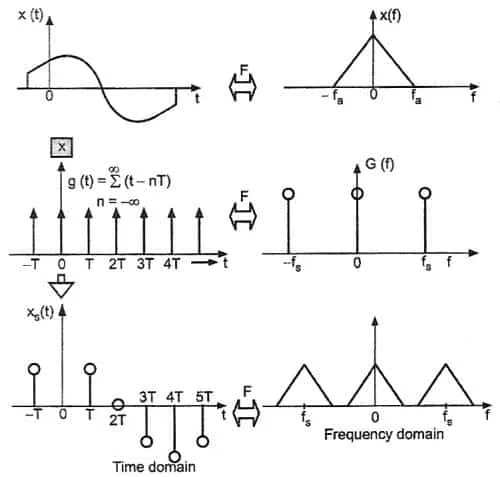 x (t)
x(f)
F
0
t
– fa
0
fa
f
x
g (t) = Σ (t – nT)
∞
n = –∞
F
G (f)
–T
0
T
2T
3T
4T
t
–fs
0
fs
f
xs(t)
3T
4T
5T
t
F
–T
0
T
2T
fs
0
fs
f
Time domain
Frequency domain